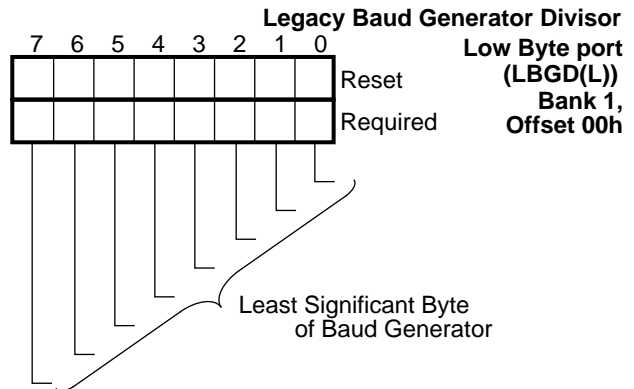 Legacy Baud Generator Divisor
Low Byte port
(LBGD(L))
Bank 1,
Offset 00h
7 6 5 4 3 2 1 0
Reset
Required
Least Significant Byte
of Baud Generator